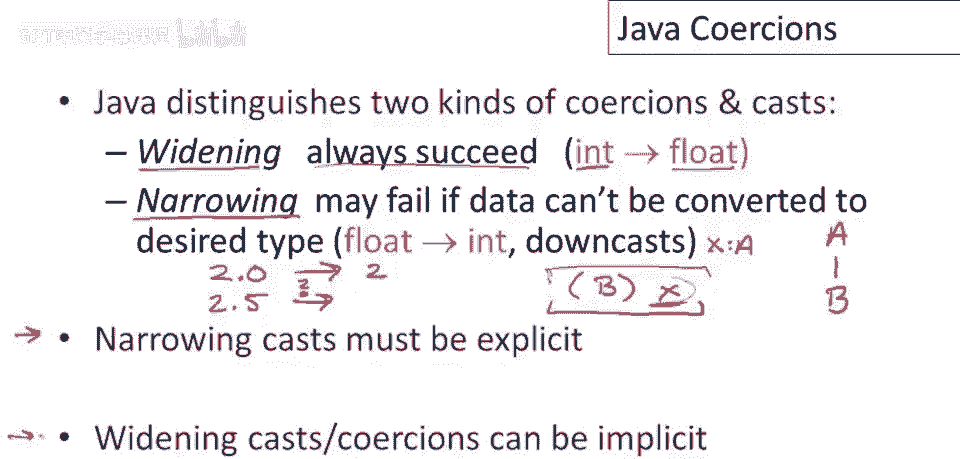 Java Coercions
• Java distinguishes two kinds of coercions & casts:
– Widening always succeed (int → float)
– Narrowing may fail if data can't be converted to
desired type (float → int, downcasts) x:A
A
|
B
2.0 → 2
2.5 ?→
(B) x
→ • Narrowing casts must be explicit
→ • Widening casts/coercions can be implicit